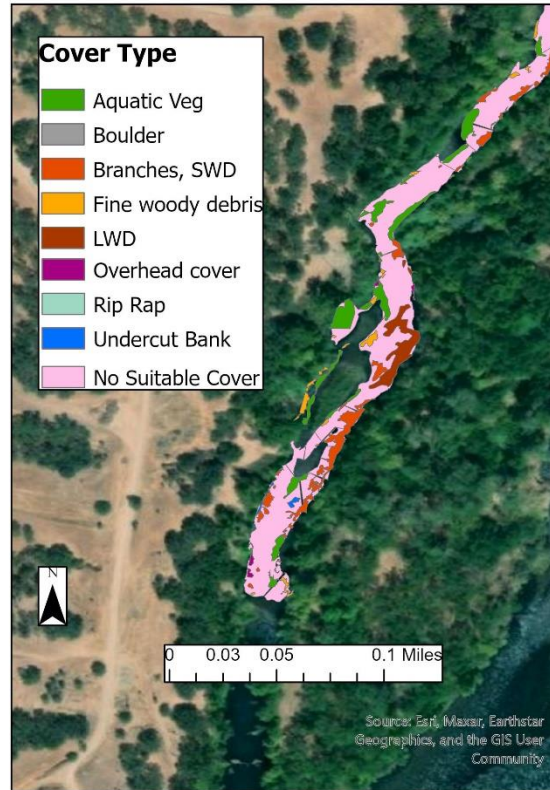 Cover Type
Aquatic Veg
Boulder
Branches, SWD
Fine woody debris
LWD
Overhead cover
Rip Rap
Undercut Bank
No Suitable Cover
N
0 0.03 0.05 0.1 Miles
Source: Esri, Maxar, Earthstar
Geographics, and the GIS User
Community